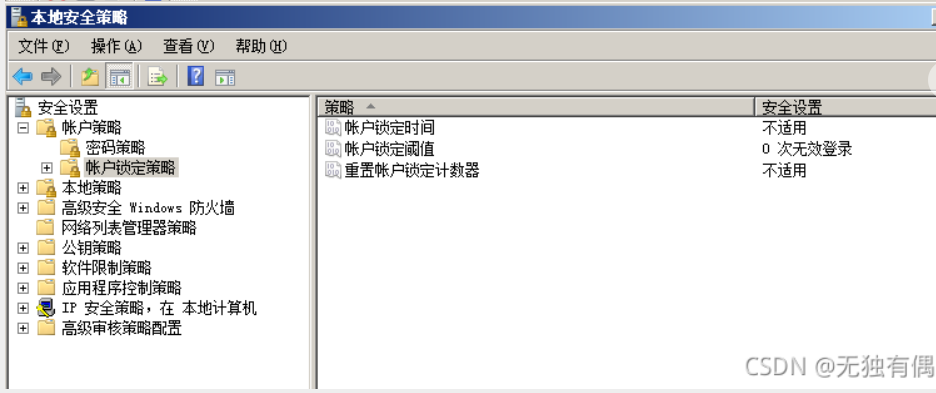 本地安全策略
文件(F) 操作(A) 查看(V) 帮助(H)
安全设置
帐户策略
密码策略
帐户锁定策略
本地策略
高级安全 Windows 防火墙
网络列表管理器策略
公钥策略
软件限制策略
应用程序控制策略
IP 安全策略，在 本地计算机
高级审核策略配置
策略 安全设置
帐户锁定时间 不适用
帐户锁定阈值 0 次无效登录
重置帐户锁定计数器 不适用
CSDN @无独有偶